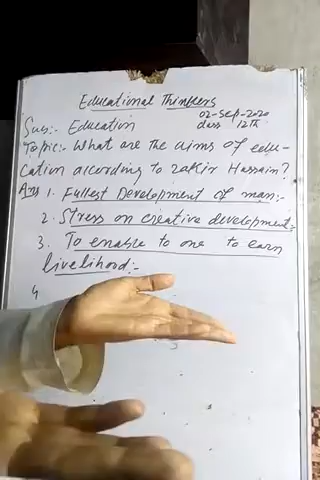 Educational Thinkers
02-Sep-2020
Sub:- Education class 12th
Topic:- What are the aims of edu-
cation according to Zakir Hussain?
Ans 1. Fullest Development of man:-
2. Stress on creative development:-
3. To enable to one to earn
livelihood:-
4